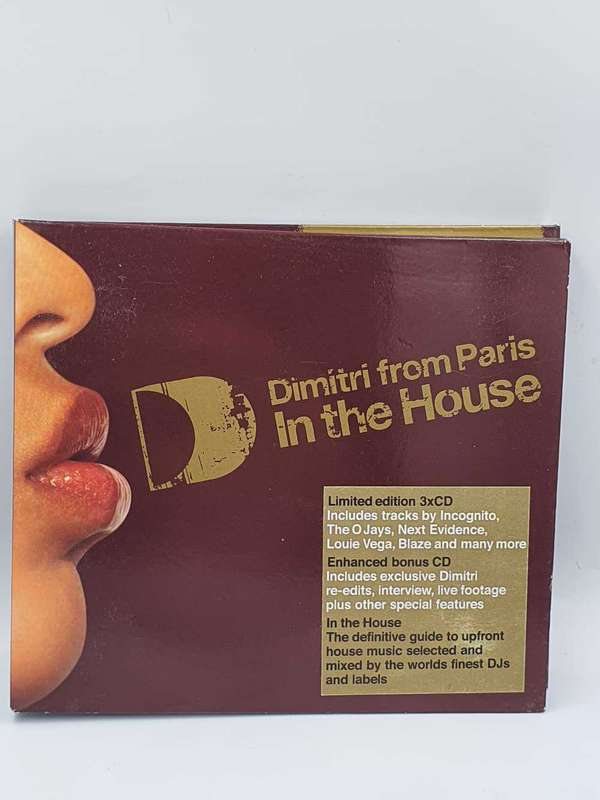 Dimitri from Paris
In the House
Limited edition 3xCD
Includes tracks by Incognito,
The O Jays, Next Evidence,
Louie Vega, Blaze and many more
Enhanced bonus CD
Includes exclusive Dimitri
re-edits, interview, live footage
plus other special features
In the House
The definitive guide to upfront
house music selected and
mixed by the worlds finest DJs
and labels